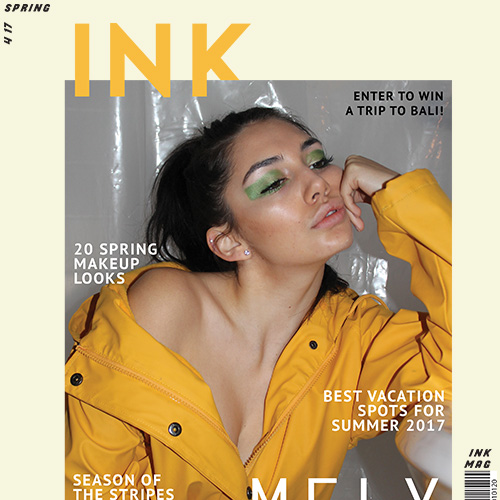 SPRING
4 17
INK
ENTER TO WIN
A TRIP TO BALI!
20 SPRING
MAKEUP
LOOKS
BEST VACATION
SPOTS FOR
SUMMER 2017
SEASON OF
THE STRIPES
INK
MAG